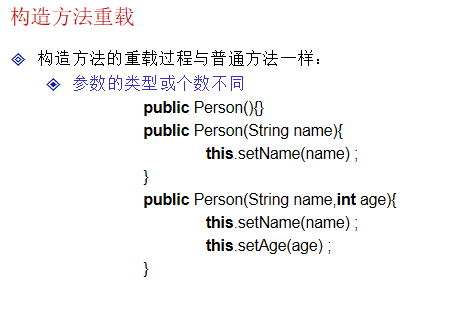 构造方法重载
构造方法的重载过程与普通方法一样：
参数的类型或个数不同
public Person(){}
public Person(String name){
this.setName(name) ;
}
public Person(String name,int age){
this.setName(name) ;
this.setAge(age) ;
}